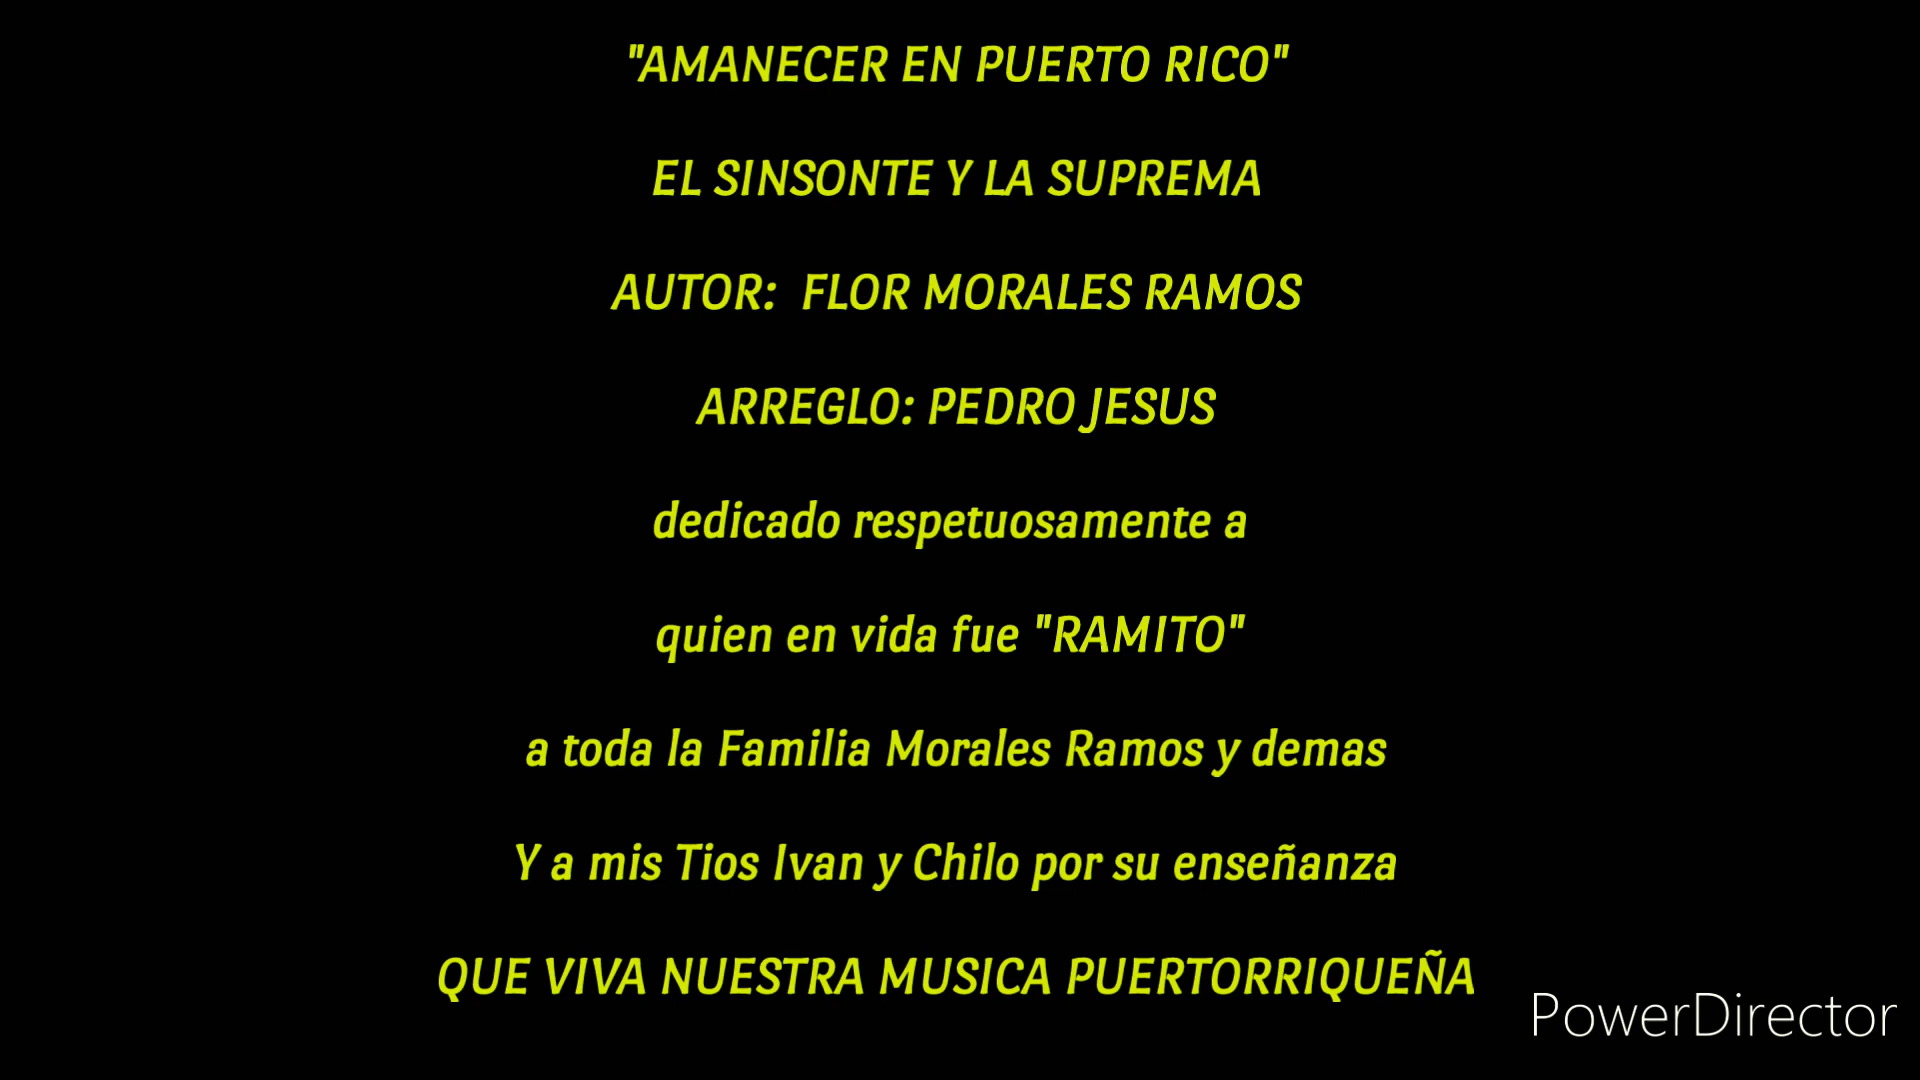 "AMANECER EN PUERTO RICO"
EL SINSONTE Y LA SUPREMA
AUTOR:  FLOR MORALES RAMOS
ARREGLO: PEDRO JESUS
dedicado respetuosamente a
quien en vida fue "RAMITO"
a toda la Familia Morales Ramos y demas
Y a mis Tios Ivan y Chilo por su enseñanza
QUE VIVA NUESTRA MUSICA PUERTORRIQUEÑA
PowerDirector